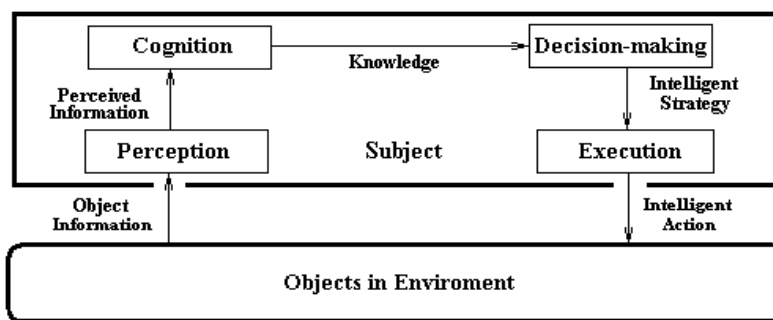 Cognition
Decision-making
Knowledge
Perceived
Information
Intelligent
Strategy
Perception
Subject
Execution
Object
Information
Intelligent
Action
Objects in Enviroment